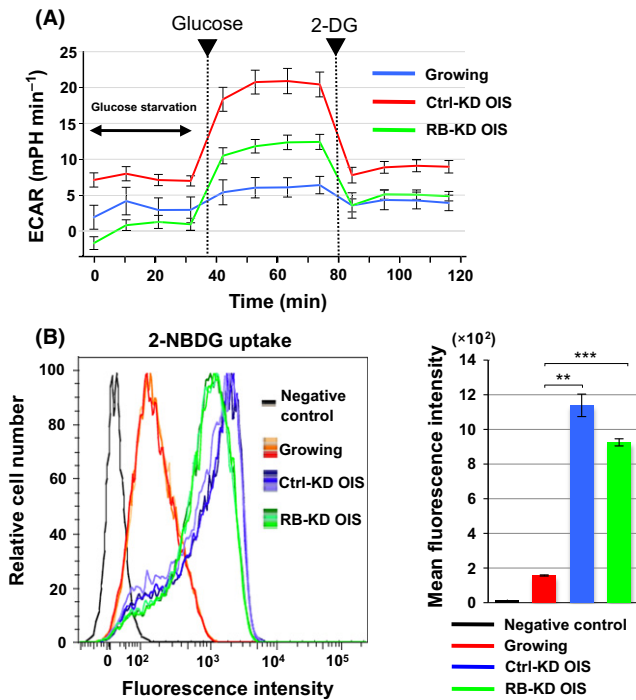 (A)
Glucose
2-DG
25
20
15
10
5
0
ECAR (mPH min⁻¹)
Glucose starvation
Growing
Ctrl-KD OIS
RB-KD OIS
0 20 40 60 80 100 120
Time (min)
(B)
2-NBDG uptake
100
80
60
40
20
0
Relative cell number
Negative
control
Growing
Ctrl-KD OIS
RB-KD OIS
0 10² 10³ 10⁴ 10⁵
Fluorescence intensity
(×10²)
14
12
10
8
6
4
2
0
Mean fluorescence intensity
***
**
Negative control
Growing
Ctrl-KD OIS
RB-KD OIS